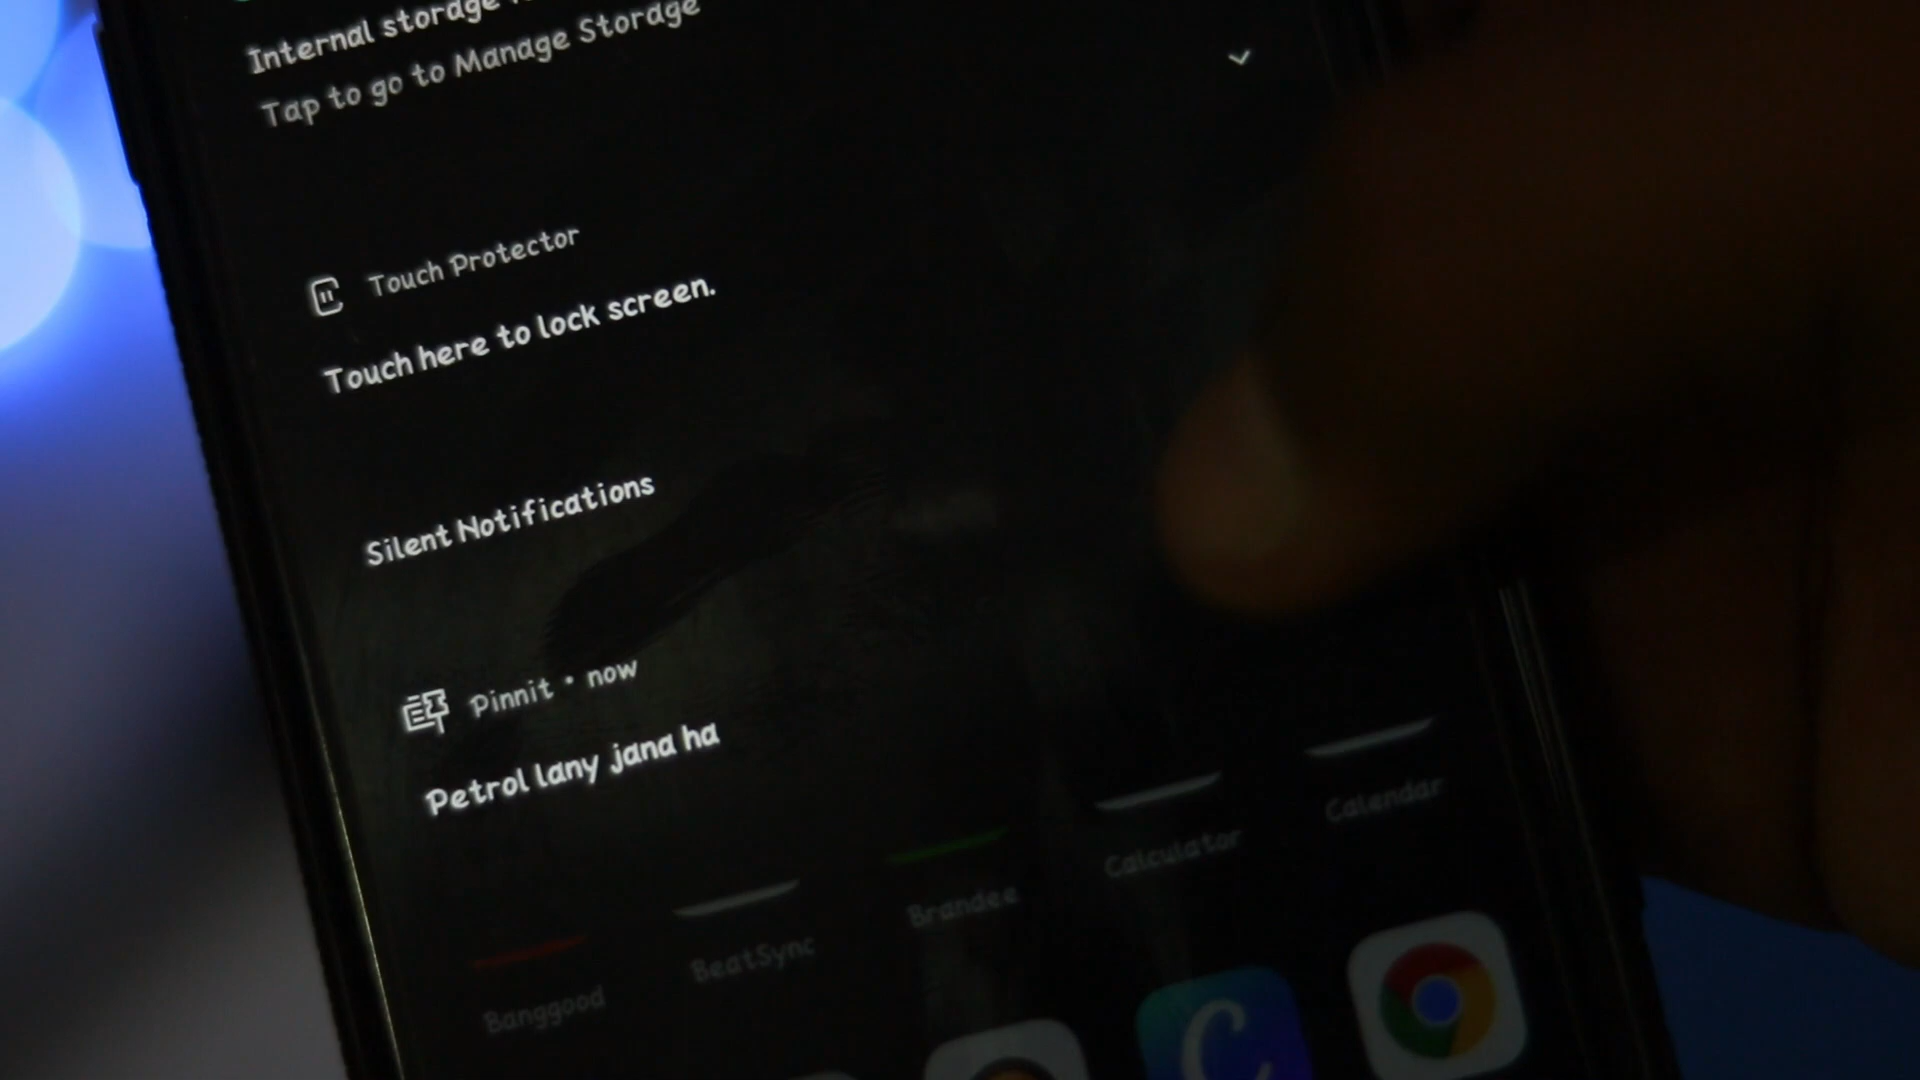 Internal storage
Tap to go to Manage Storage
Touch Protector
Touch here to lock screen.
Silent Notifications
Pinnit • now
Petrol lany jana ha
Banggood
BeatSync
Brandee
Calculator
Calendar
C